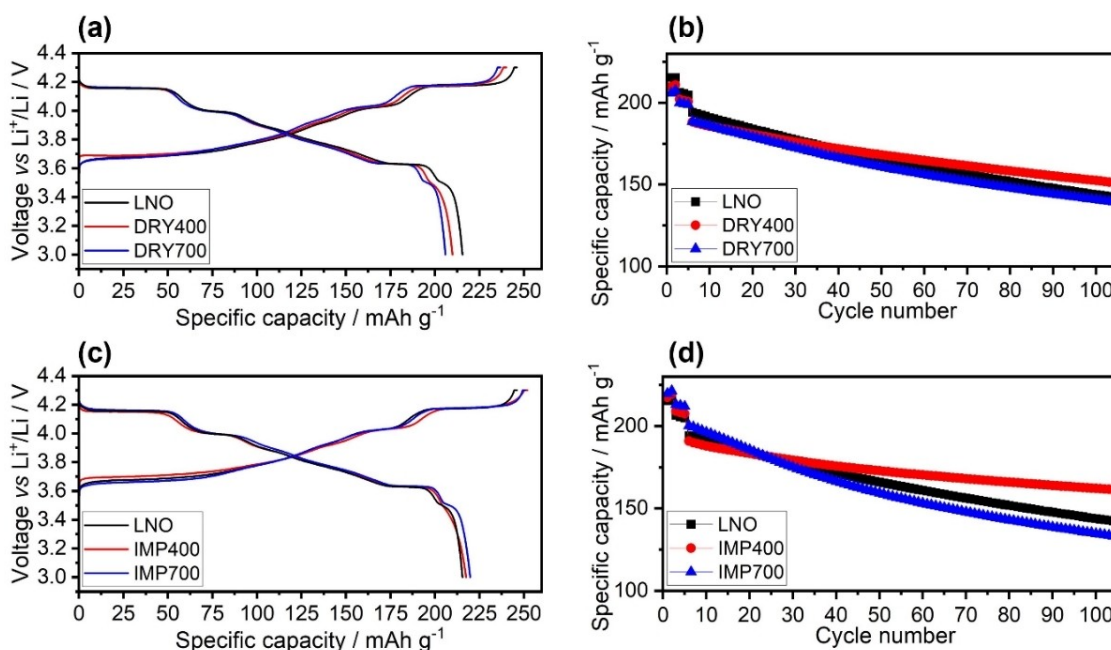 (a)
Voltage vs Li⁺/Li / V
4.4
4.2
4.0
3.8
3.6
3.4
3.2
3.0
LNO
DRY400
DRY700
0 25 50 75 100 125 150 175 200 225 250
Specific capacity / mAh g⁻¹
(b)
Specific capacity / mAh g⁻¹
200
150
100
LNO
DRY400
DRY700
0 10 20 30 40 50 60 70 80 90 100
Cycle number
(c)
Voltage vs Li⁺/Li / V
4.4
4.2
4.0
3.8
3.6
3.4
3.2
3.0
LNO
IMP400
IMP700
0 25 50 75 100 125 150 175 200 225 250
Specific capacity / mAh g⁻¹
(d)
Specific capacity / mAh g⁻¹
200
150
100
LNO
IMP400
IMP700
0 10 20 30 40 50 60 70 80 90 100
Cycle number